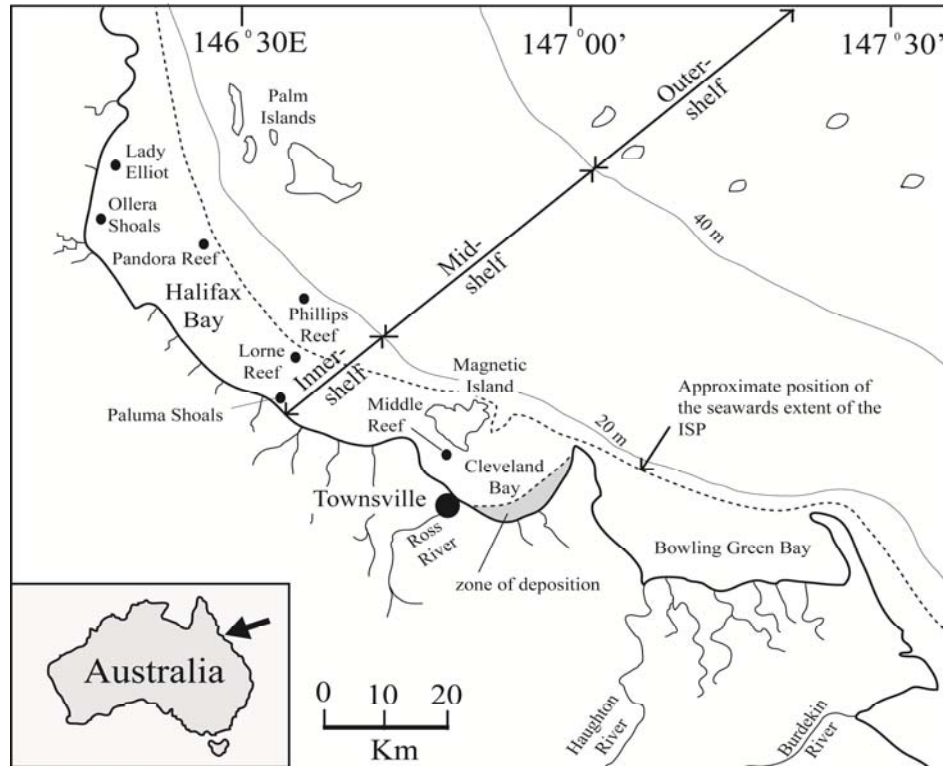 146°30E
147°00'
147°30'
Palm
Islands
Outer-
shelf
Lady
Elliot
Ollera
Shoals
Pandora Reef
40 m
Mid-
shelf
Halifax
Bay
Phillips
Reef
Lorne
Reef
Inner-
shelf
Magnetic
Island
Approximate position of
the seawards extent of the
ISP
Paluma Shoals
Middle
Reef
20 m
Cleveland
Bay
Townsville
Ross
River
Bowling Green Bay
zone of deposition
Australia
0 10 20
Km
Haughton
River
Burdekin
River